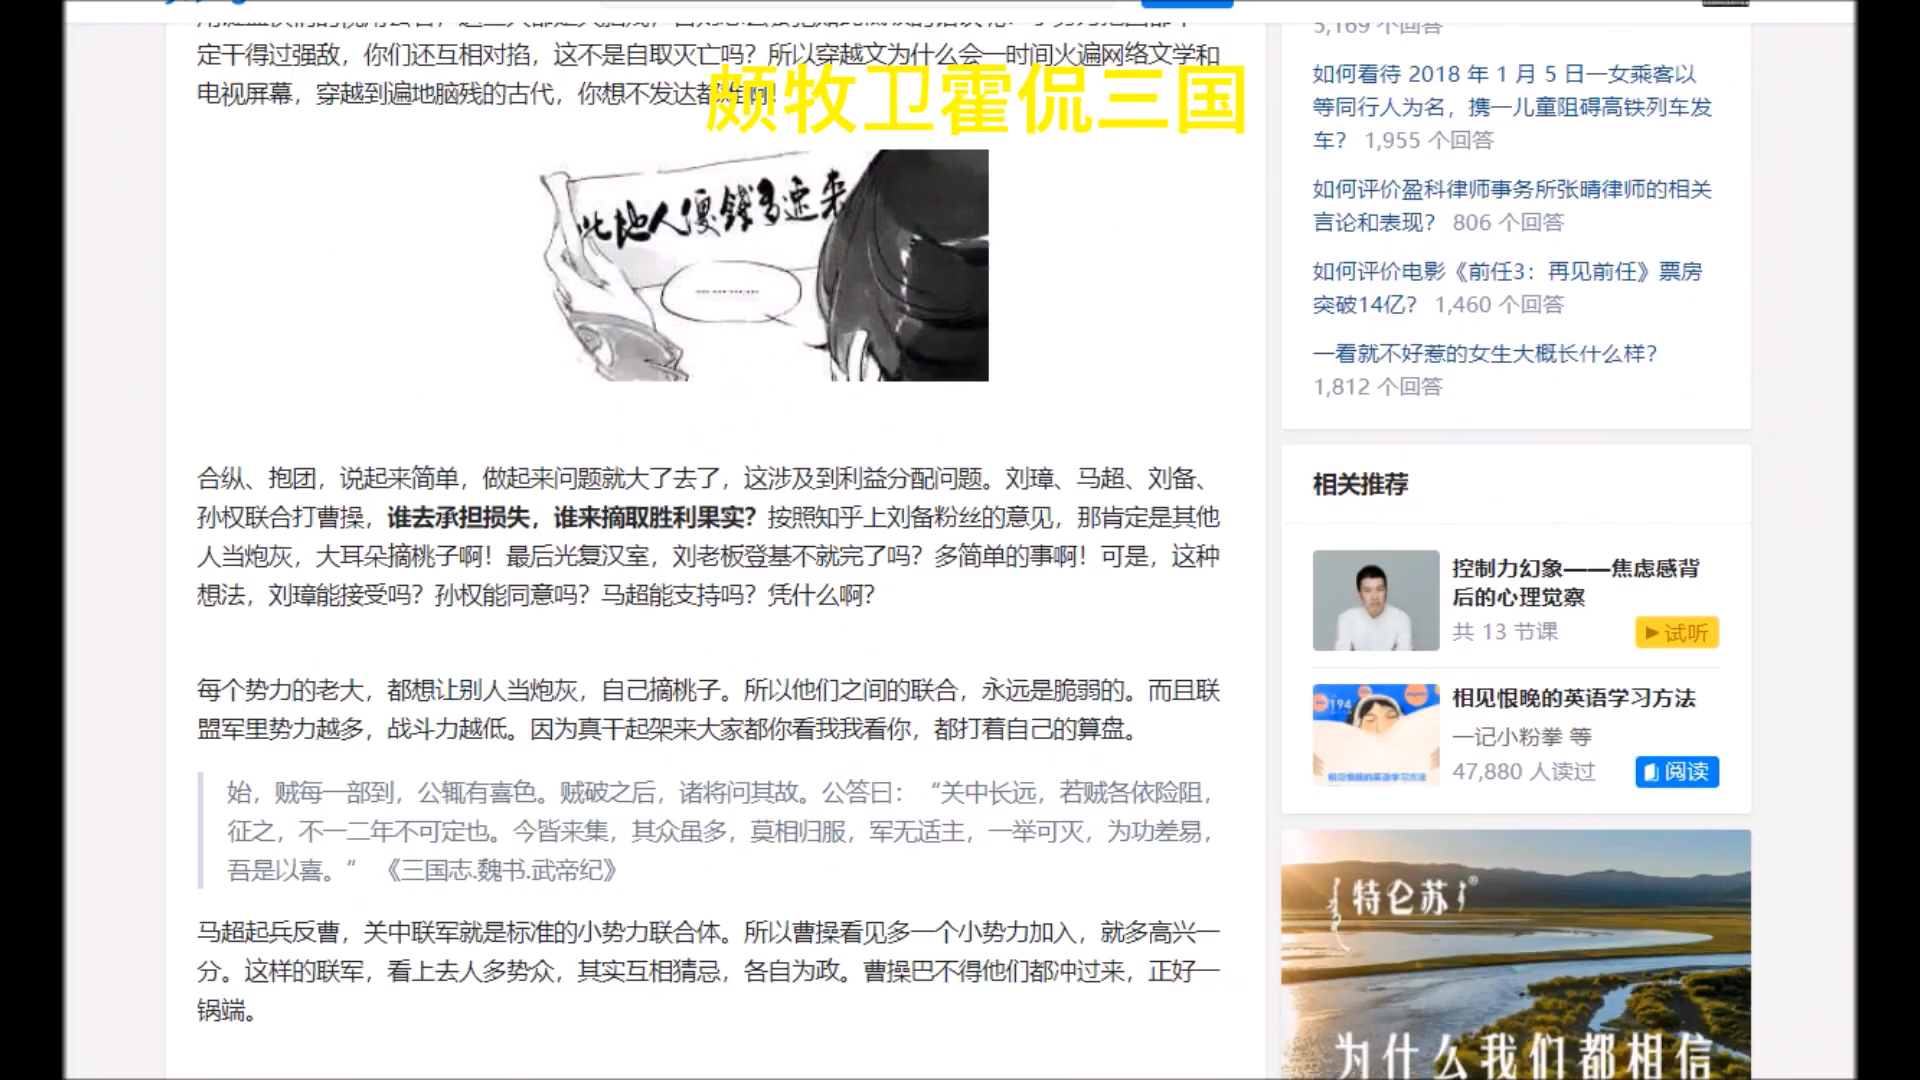 定干得过强敌，你们还互相对掐，这不是自取灭亡吗？所以穿越文为什么会一时间火遍网络文学和
电视屏幕，穿越到遍地脑残的古代，你想不发达都难啊！
颇牧卫霍侃三国
此地人傻錢多速来
合纵、抱团，说起来简单，做起来问题就大了去了，这涉及到利益分配问题。刘璋、马超、刘备、
孙权联合打曹操，谁去承担损失，谁来摘取胜利果实？按照知乎上刘备粉丝的意见，那肯定是其他
人当炮灰，大耳朵摘桃子啊！最后光复汉室，刘老板登基不就完了吗？多简单的事啊！可是，这种
想法，刘璋能接受吗？孙权能同意吗？马超能支持吗？凭什么啊？
每个势力的老大，都想让别人当炮灰，自己摘桃子。所以他们之间的联合，永远是脆弱的。而且联
盟军里势力越多，战斗力越低。因为真干起架来大家都你看我我看你，都打着自己的算盘。
始，贼每一部到，公辄有喜色。贼破之后，诸将问其故。公答曰：“关中长远，若贼各依险阻，
征之，不一二年不可定也。今皆来集，其众虽多，莫相归服，军无适主，一举可灭，为功差易，
吾是以喜。” 《三国志.魏书.武帝纪》
马超起兵反曹，关中联军就是标准的小势力联合体。所以曹操看见多一个小势力加入，就多高兴一
分。这样的联军，看上去人多势众，其实互相猜忌，各自为政。曹操巴不得他们都冲过来，正好一
锅端。
5,169 个回答
如何看待 2018 年 1 月 5 日一女乘客以
等同行人为名，携一儿童阻碍高铁列车发
车？ 1,955 个回答
如何评价盈科律师事务所张晴律师的相关
言论和表现？ 806 个回答
如何评价电影《前任3：再见前任》票房
突破14亿？ 1,460 个回答
一看就不好惹的女生大概长什么样？
1,812 个回答
相关推荐
控制力幻象——焦虑感背
后的心理觉察
共 13 节课
试听
相见恨晚的英语学习方法
一记小粉拳 等
47,880 人读过
阅读
194
相见恨晚的英语学习方法
特仑苏®
为什么我们都相信